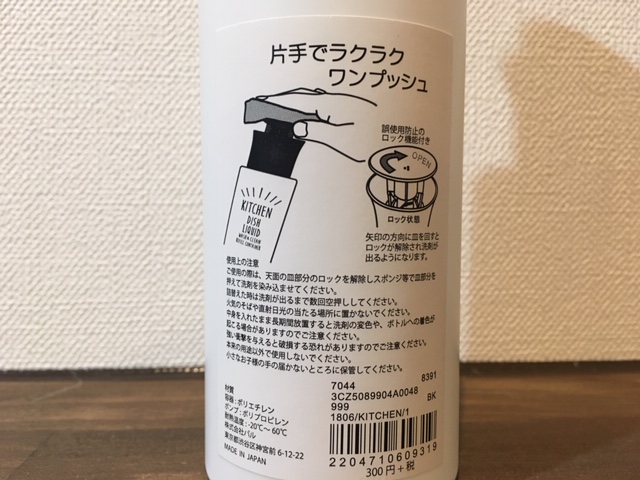 片手でラクラク
ワンプッシュ
誤使用防止の
ロック機能付き
OPEN
ロック状態
KITCHEN
DISH
LIQUID
WASH & CLEAN
REFILL CONTAINER
矢印の方向に皿を回すと
ロックが解除され洗剤が
出るようになります。
使用上の注意
ご使用の際は、天面の皿部分のロックを解除しスポンジ等で皿部分を
押えて洗剤を染み込ませてください。
詰替えた時は洗剤が出るまで数回空押ししてください。
火気のそばや直射日光の当たる場所に置かないでください。
中身を入れたまま長期間放置すると洗剤の変色や、ボトルへの着色が
起こる場合がありますのでご注意ください。
強い衝撃を与えると破損する恐れがありますのでご注意ください。
本来の用途以外で使用しないでください。
小さなお子様の手の届かないところに保管してください。
材質
容器:ポリエチレン
ポンプ:ポリプロピレン
耐熱温度:-20℃～60℃
株式会社パル
東京都渋谷区神宮前 6-12-22
MADE IN JAPAN
7044 8391
3CZ5089904A0048
999 BK
1806/KITCHEN/1
2204710609319
300円+税